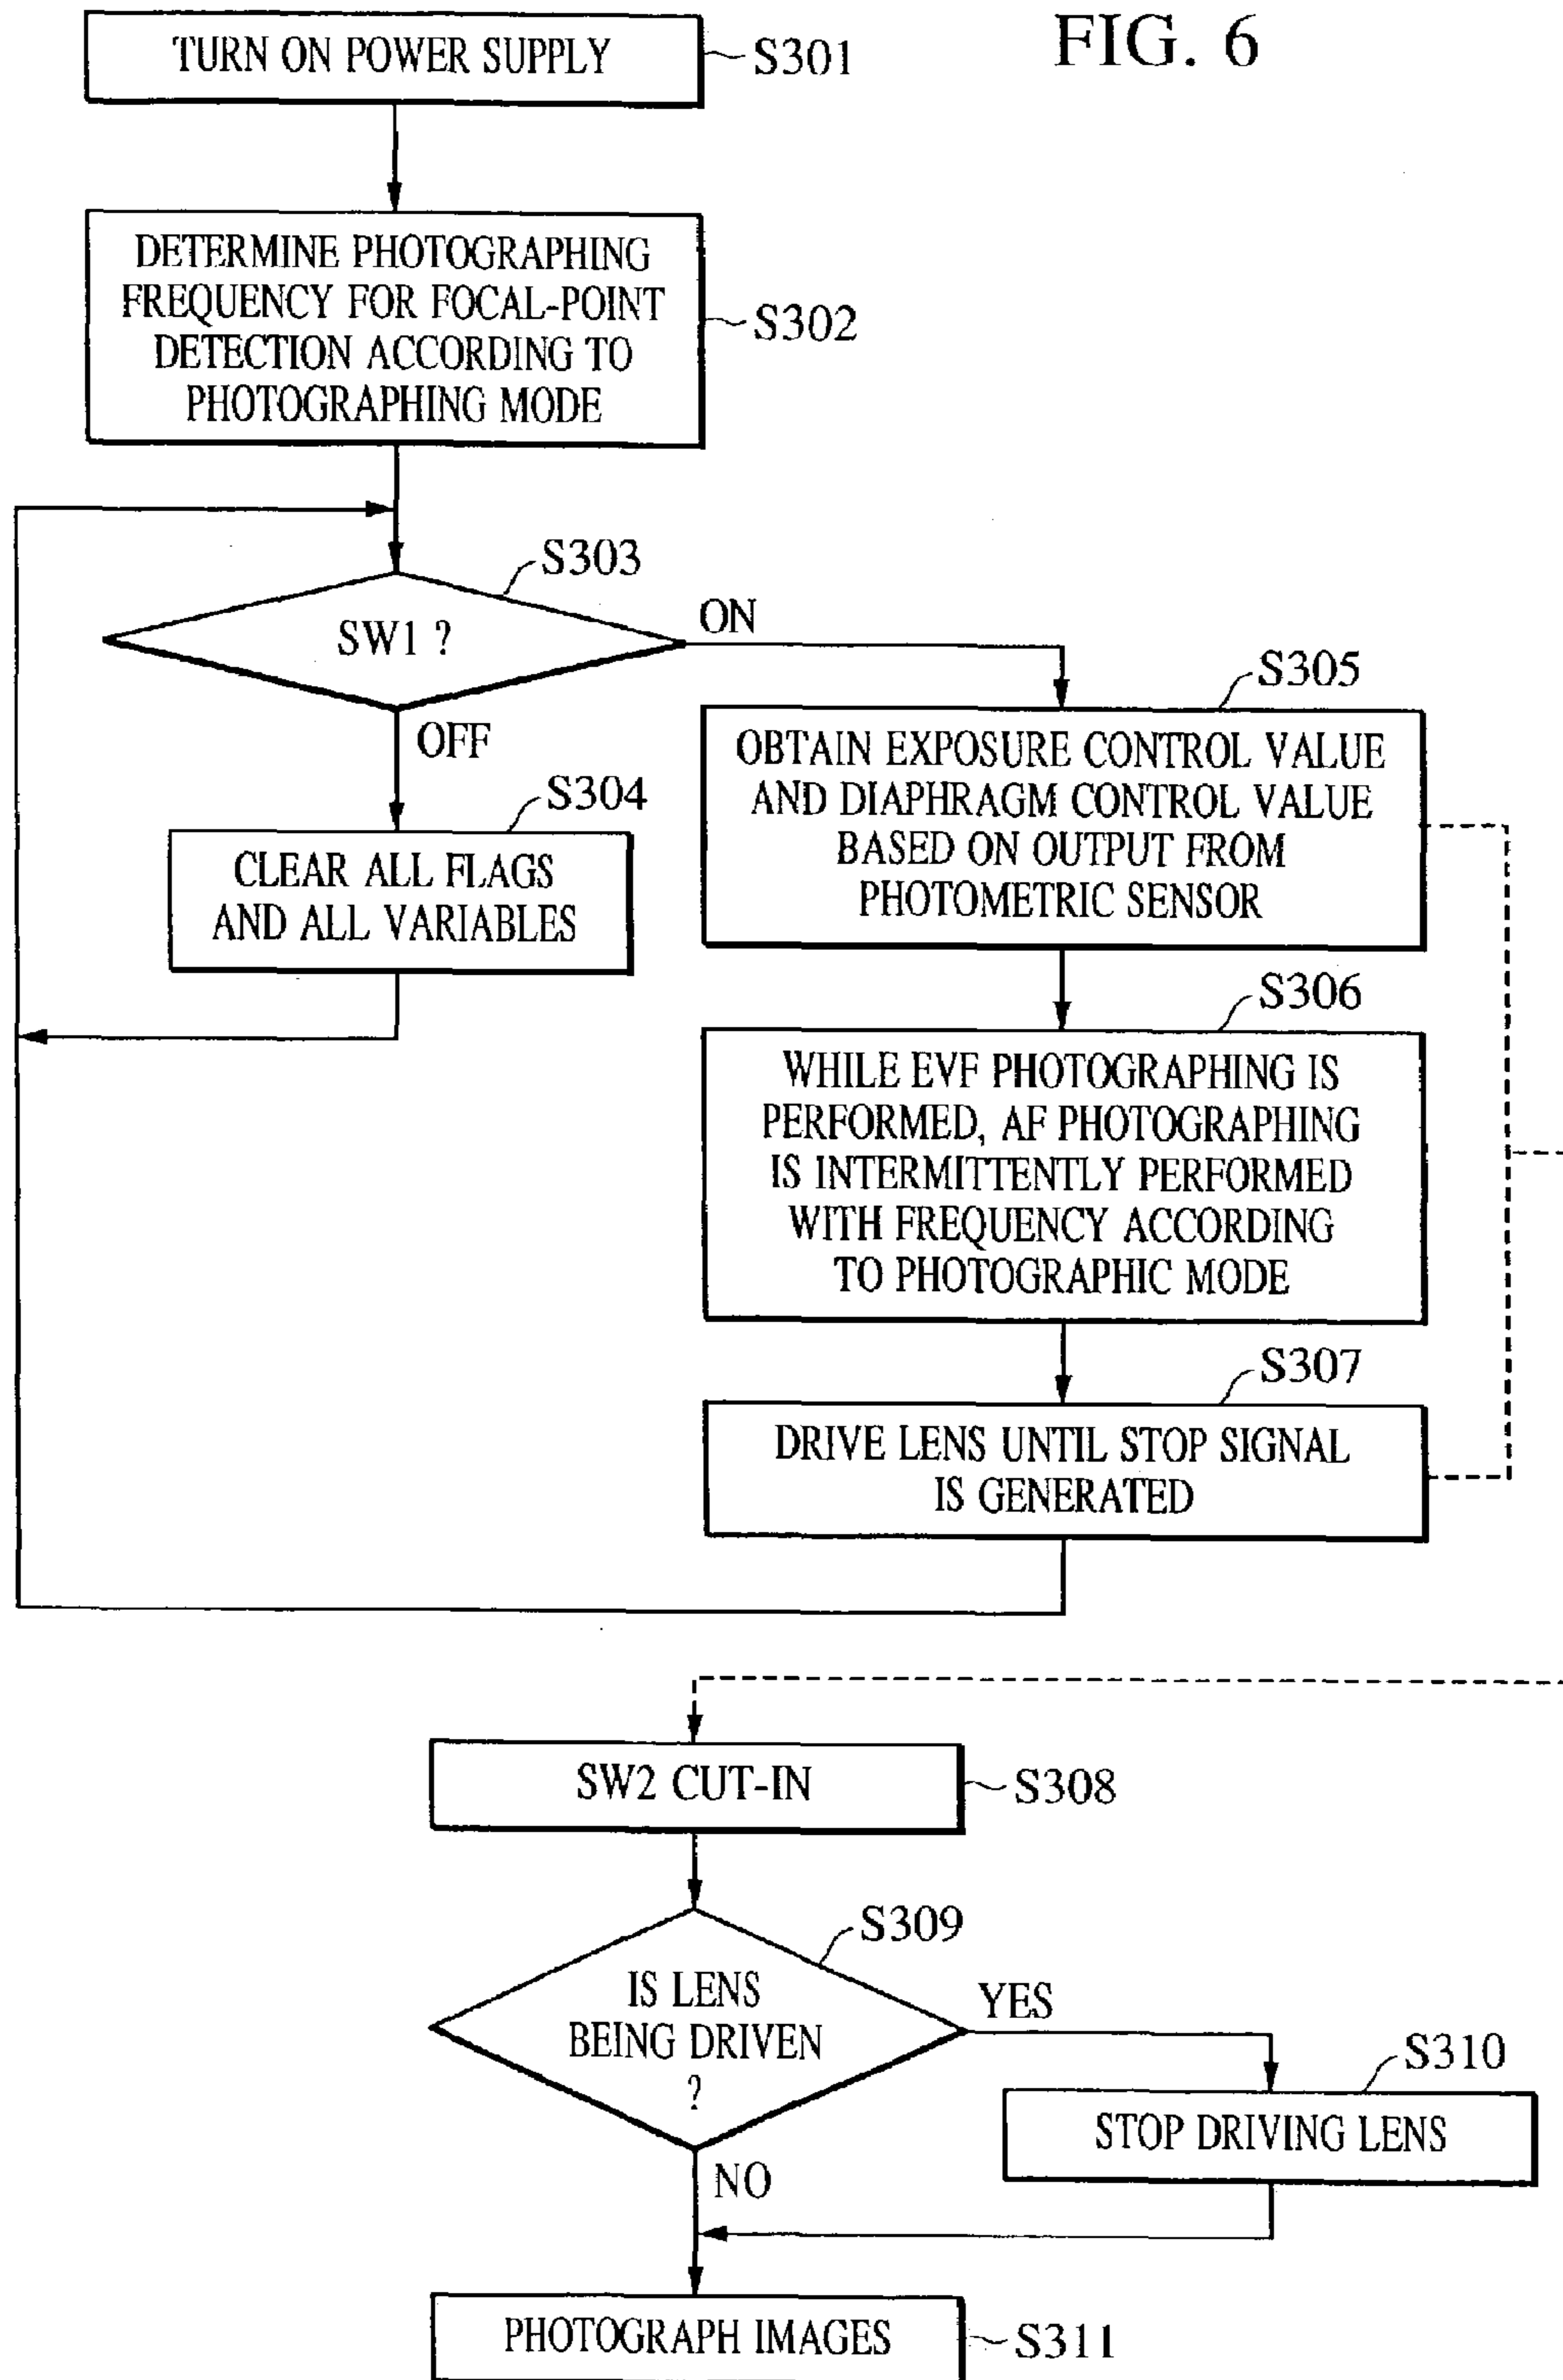 FIG. 6
TURN ON POWER SUPPLY
S301
DETERMINE PHOTOGRAPHING
FREQUENCY FOR FOCAL-POINT
DETECTION ACCORDING TO
PHOTOGRAPHING MODE
S302
S303
SW1 ?
ON
OFF
S304
CLEAR ALL FLAGS
AND ALL VARIABLES
S305
OBTAIN EXPOSURE CONTROL VALUE
AND DIAPHRAGM CONTROL VALUE
BASED ON OUTPUT FROM
PHOTOMETRIC SENSOR
S306
WHILE EVF PHOTOGRAPHING IS
PERFORMED, AF PHOTOGRAPHING
IS INTERMITTENTLY PERFORMED
WITH FREQUENCY ACCORDING
TO PHOTOGRAPHIC MODE
S307
DRIVE LENS UNTIL STOP SIGNAL
IS GENERATED
SW2 CUT-IN
S308
S309
IS LENS
BEING DRIVEN
?
YES
NO
S310
STOP DRIVING LENS
PHOTOGRAPH IMAGES
S311